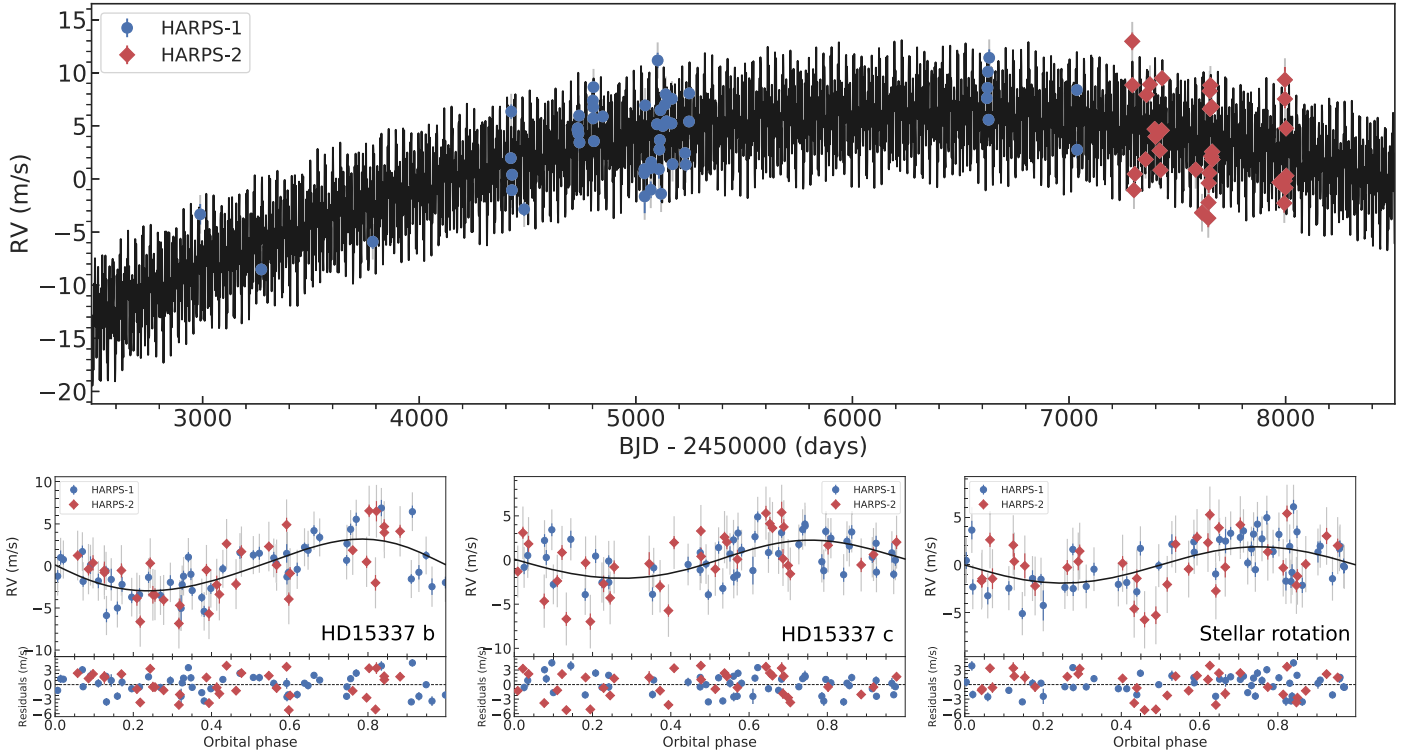 HARPS-1
HARPS-2
15
10
5
0
−5
−10
−15
−20
RV (m/s)
3000 4000 5000 6000 7000 8000
BJD - 2450000 (days)
HARPS-1
HARPS-2
10
5
0
−5
−10
RV (m/s)
HD15337 b
3
0
−3
−6
Residuals (m/s)
0.0 0.2 0.4 0.6 0.8
Orbital phase
HARPS-1
HARPS-2
5
0
−5
RV (m/s)
HD15337 c
3
0
−3
−6
Residuals (m/s)
0.0 0.2 0.4 0.6 0.8
Orbital phase
HARPS-1
HARPS-2
5
0
−5
RV (m/s)
Stellar rotation
3
0
−3
−6
Residuals (m/s)
0.0 0.2 0.4 0.6 0.8
Orbital phase